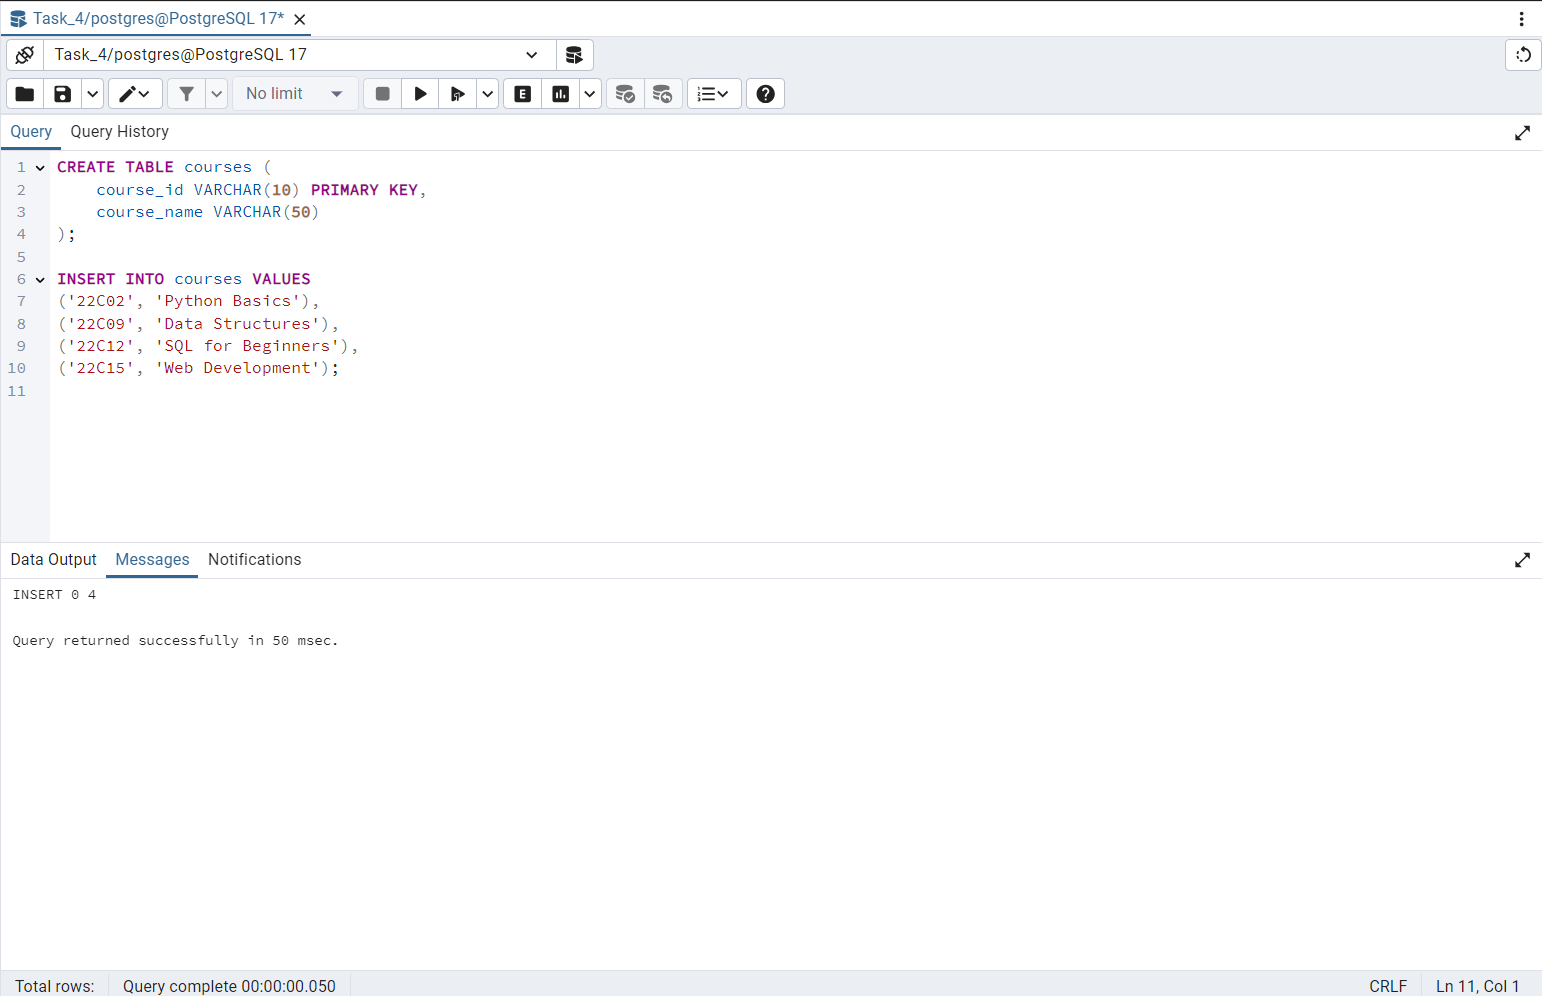 Task_4/postgres@PostgreSQL 17*
Task_4/postgres@PostgreSQL 17
No limit
E
Query Query History
1 CREATE TABLE courses (
2 course_id VARCHAR(10) PRIMARY KEY,
3 course_name VARCHAR(50)
4 );
5
6 INSERT INTO courses VALUES
7 ('22C02', 'Python Basics'),
8 ('22C09', 'Data Structures'),
9 ('22C12', 'SQL for Beginners'),
10 ('22C15', 'Web Development');
11
Data Output Messages Notifications
INSERT 0 4
Query returned successfully in 50 msec.
Total rows: Query complete 00:00:00.050 CRLF Ln 11, Col 1